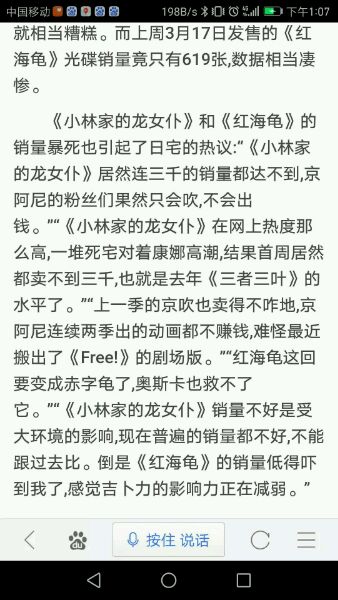 中国移动 198B/s 下午1:07
就相当糟糕。而上周3月17日发售的《红
海龟》光碟销量竟只有619张,数据相当凄
惨。
《小林家的龙女仆》和《红海龟》的
销量暴死也引起了日宅的热议:“《小林家
的龙女仆》居然连三千的销量都达不到,京
阿尼的粉丝们果然只会吹,不会出
钱。”“《小林家的龙女仆》在网上热度那
么高,一堆死宅对着康娜高潮,结果首周居然
都卖不到三千,也就是去年《三者三叶》的
水平了。”“上一季的京吹也卖得不咋地,京
阿尼连续两季出的动画都不赚钱,难怪最近
搬出了《Free!》的剧场版。”“红海龟这回
要变成赤字龟了,奥斯卡也救不了
它。”“《小林家的龙女仆》销量不好是受
大环境的影响,现在普遍的销量都不好,不能
跟过去比。倒是《红海龟》的销量低得吓
到我了,感觉吉卜力的影响力正在减弱。”
du 按住 说话